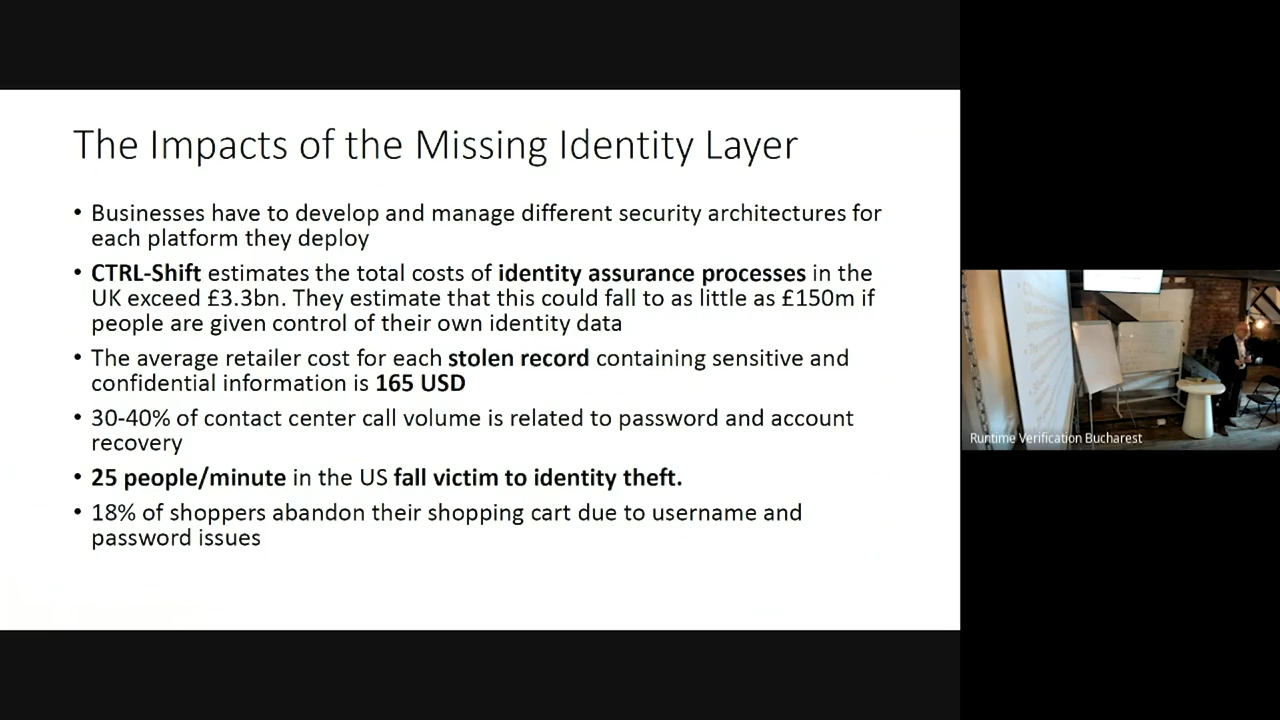 The Impacts of the Missing Identity Layer
• Businesses have to develop and manage different security architectures for
each platform they deploy
• CTRL-Shift estimates the total costs of identity assurance processes in the
UK exceed £3.3bn. They estimate that this could fall to as little as £150m if
people are given control of their own identity data
• The average retailer cost for each stolen record containing sensitive and
confidential information is 165 USD
• 30-40% of contact center call volume is related to password and account
recovery
• 25 people/minute in the US fall victim to identity theft.
• 18% of shoppers abandon their shopping cart due to username and
password issues
Runtime Verification Bucharest